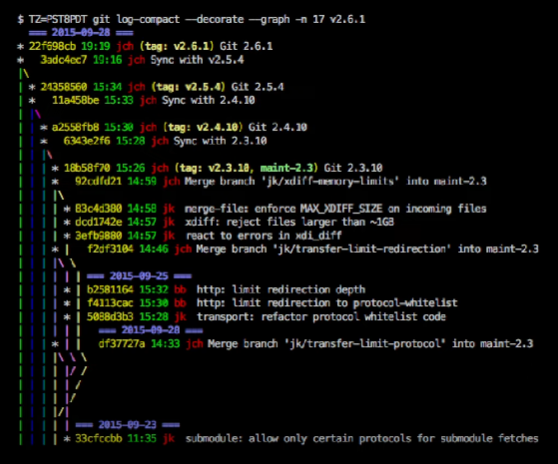 $ TZ=PST8PDT git log-compact --decorate --graph -n 17 v2.6.1
=== 2015-09-28 ===
* 22f698cb 19:19 jch (tag: v2.6.1) Git 2.6.1
* 3adc4ec7 19:16 jch Sync with v2.5.4
|\
| * 24358560 15:34 jch (tag: v2.5.4) Git 2.5.4
| * 11a458be 15:33 jch Sync with 2.4.10
| |\
| | * a2558fb8 15:30 jch (tag: v2.4.10) Git 2.4.10
| | * 6343e2f6 15:28 jch Sync with 2.3.10
| | |\
| | | * 18b58f70 15:26 jch (tag: v2.3.10, maint-2.3) Git 2.3.10
| | | * 92cdfd21 14:59 jch Merge branch 'jk/xdiff-memory-limits' into maint-2.3
| | | |\
| | | | * 83c4d380 14:58 jk merge-file: enforce MAX_XDIFF_SIZE on incoming files
| | | | * dcd1742e 14:57 jk xdiff: reject files larger than ~1GB
| | | | * 3efb9880 14:57 jk react to errors in xdi_diff
| | | * | f2df3104 14:46 jch Merge branch 'jk/transfer-limit-redirection' into maint-2.3
| | | |\ \
| | | | | | === 2015-09-25 ===
| | | | * | b2581164 15:32 bb http: limit redirection depth
| | | | * | f4113cac 15:30 bb http: limit redirection to protocol-whitelist
| | | | * | 5088d3b3 15:28 jk transport: refactor protocol whitelist code
| | | | | | === 2015-09-28 ===
| | | * | | df37727a 14:33 jch Merge branch 'jk/transfer-limit-protocol' into maint-2.3
| | | |\ \ \
| | | | |/ /
| | | | | /
| | | | |/
| | | |/|
| | | | | === 2015-09-23 ===
| | | | * 33cfccbb 11:35 jk submodule: allow only certain protocols for submodule fetches